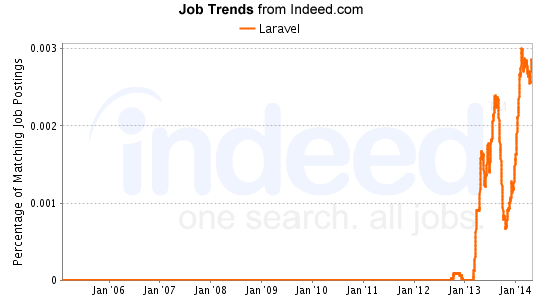 Job Trends from Indeed.com
Laravel
Percentage of Matching Job Postings
0.003
0.002
0.001
0
indeed
one search. all jobs.
Jan '06 Jan '07 Jan '08 Jan '09 Jan '10 Jan '11 Jan '12 Jan '13 Jan '14